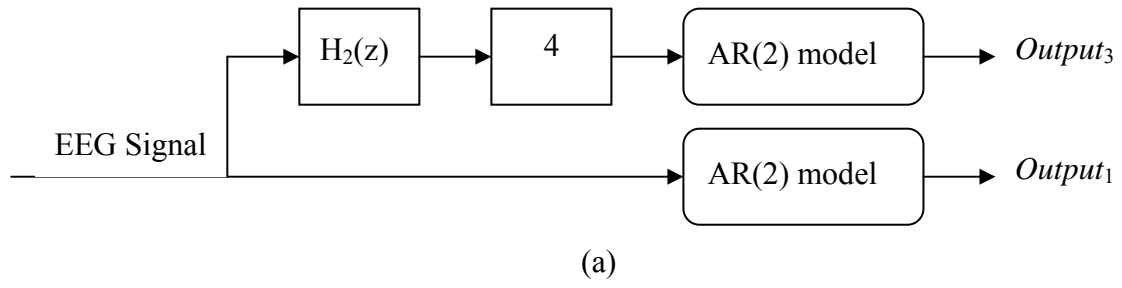 H₂(z)
4
AR(2) model
Output₃
EEG Signal
AR(2) model
Output₁
(a)